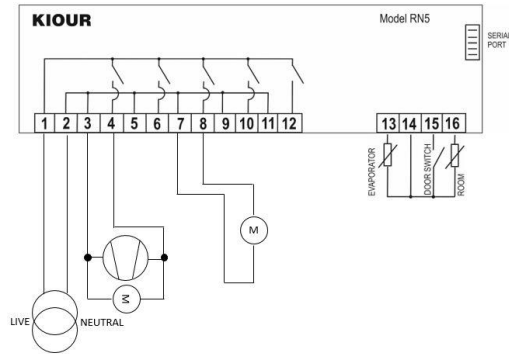 KIOUR
Model RN5
SERIAL
PORT
1 2 3 4 5 6 7 8 9 10 11 12
13 14 15 16
EVAPORATOR
DOOR SWITCH
ROOM
M
M
LIVE
NEUTRAL